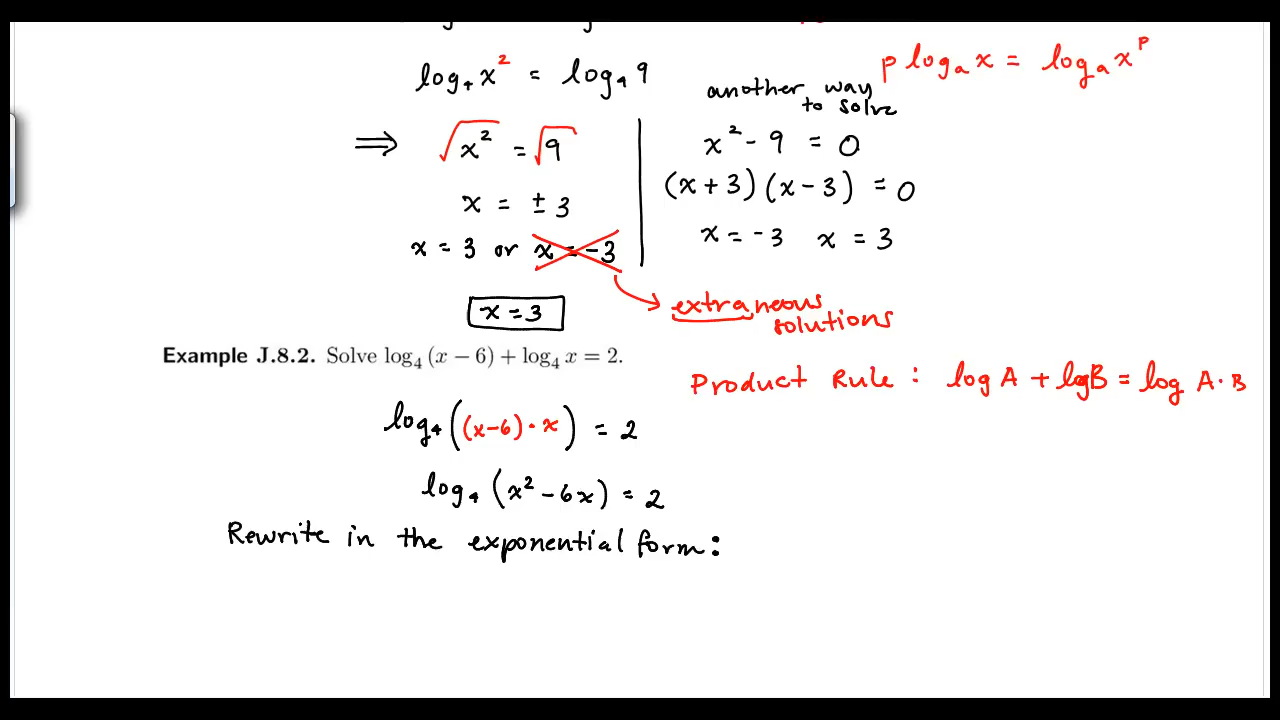 p logₐ x = logₐ xᵖ
log₄ x² = log₄ 9
⟹ √x² = √9
x = ± 3
x = 3 or x = -3
x = 3
another way
to solve
x² - 9 = 0
(x + 3)(x - 3) = 0
x = -3 x = 3
extraneous
solutions
Example J.8.2. Solve log₄ (x − 6) + log₄ x = 2.
Product Rule : log A + log B = log A · B
log₄ ((x-6) · x) = 2
log₄ (x² - 6x) = 2
Rewrite in the exponential form :